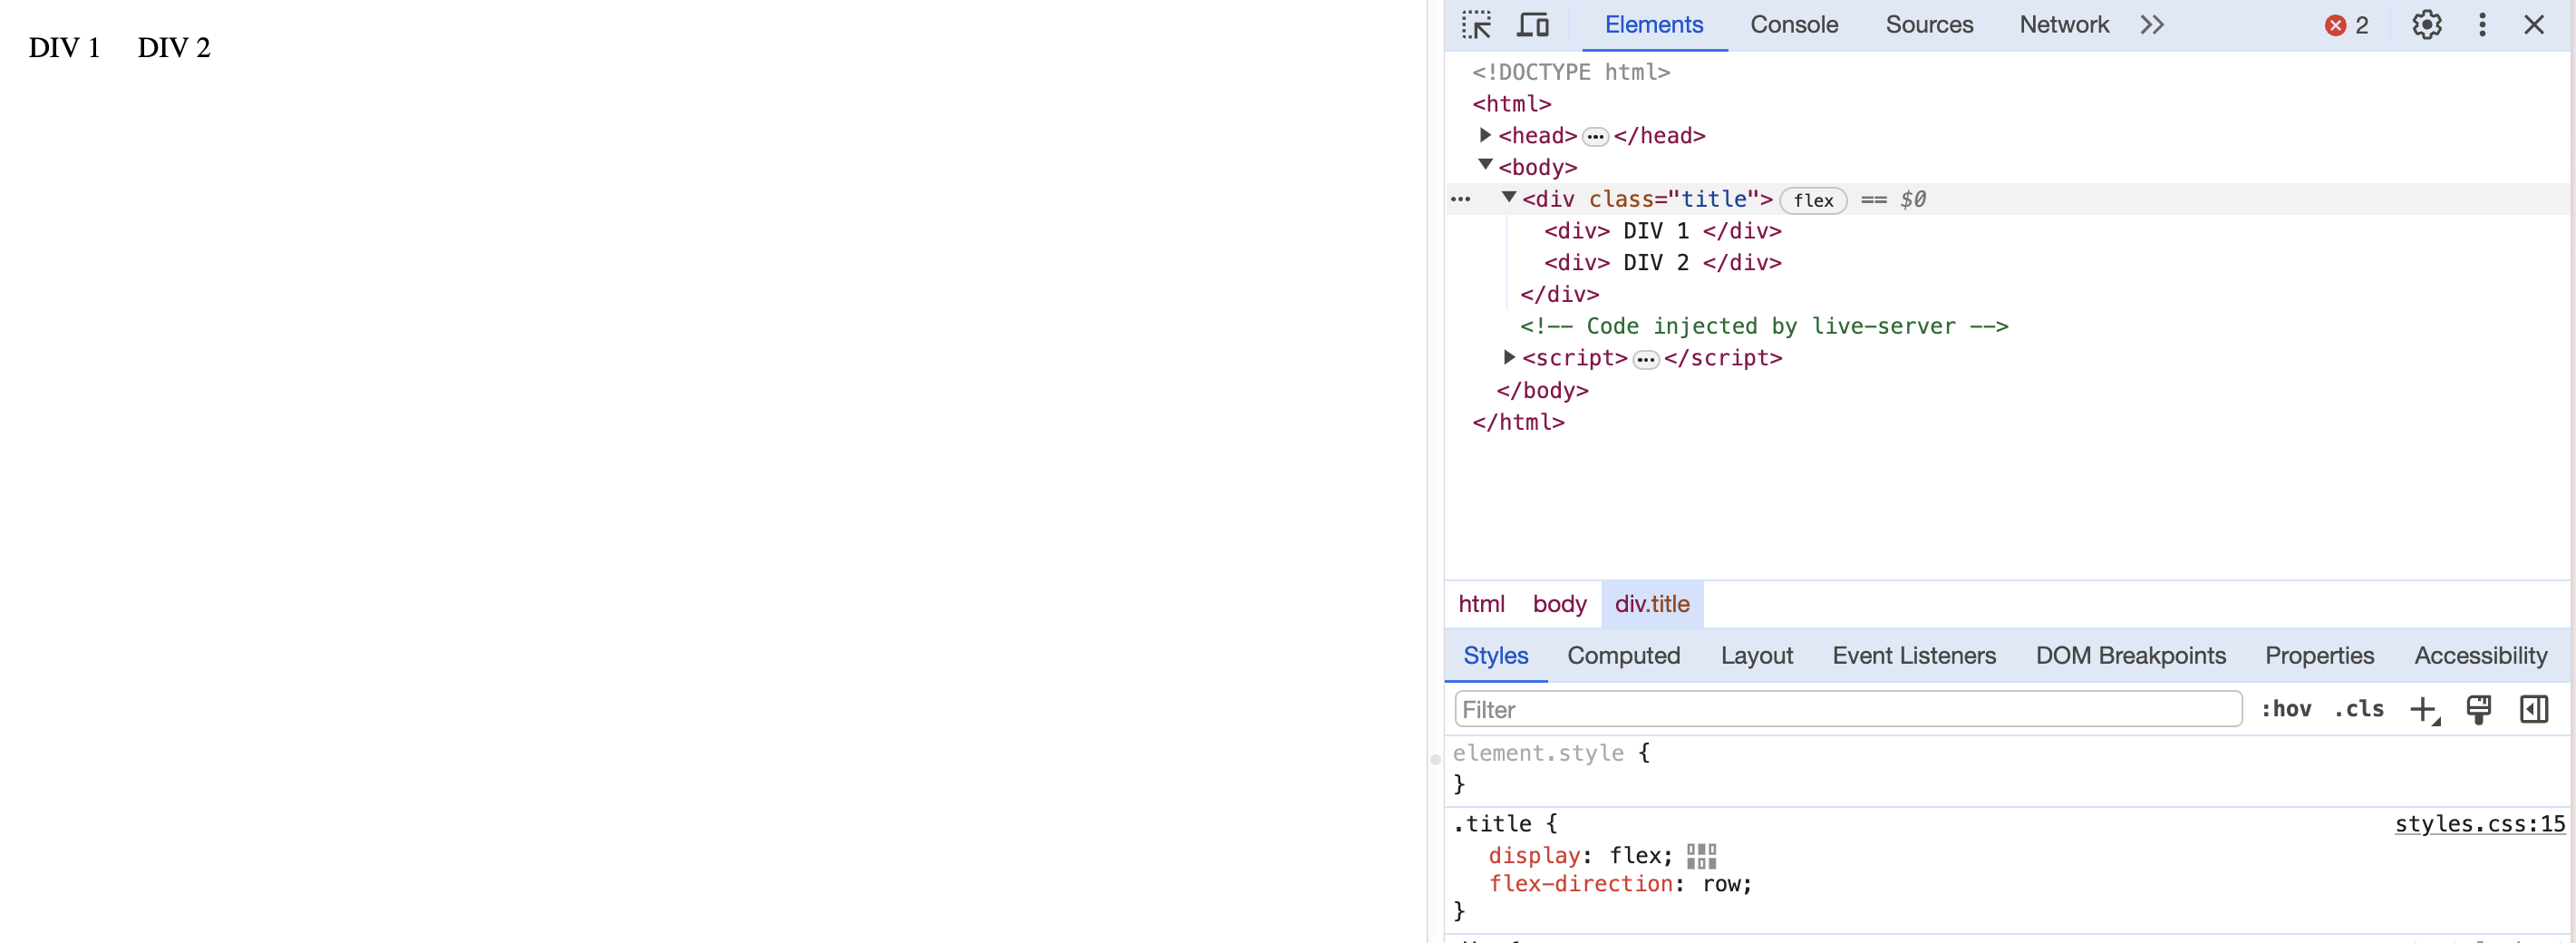 DIV 1 DIV 2
Elements Console Sources Network 2
<!DOCTYPE html>
<html>
<head> ••• </head>
<body>
••• <div class="title"> flex == $0
<div> DIV 1 </div>
<div> DIV 2 </div>
</div>
<!-- Code injected by live-server -->
<script> ••• </script>
</body>
</html>
html body div.title
Styles Computed Layout Event Listeners DOM Breakpoints Properties Accessibility
Filter :hov .cls
element.style {
}
.title { styles.css:15
display: flex;
flex-direction: row;
}